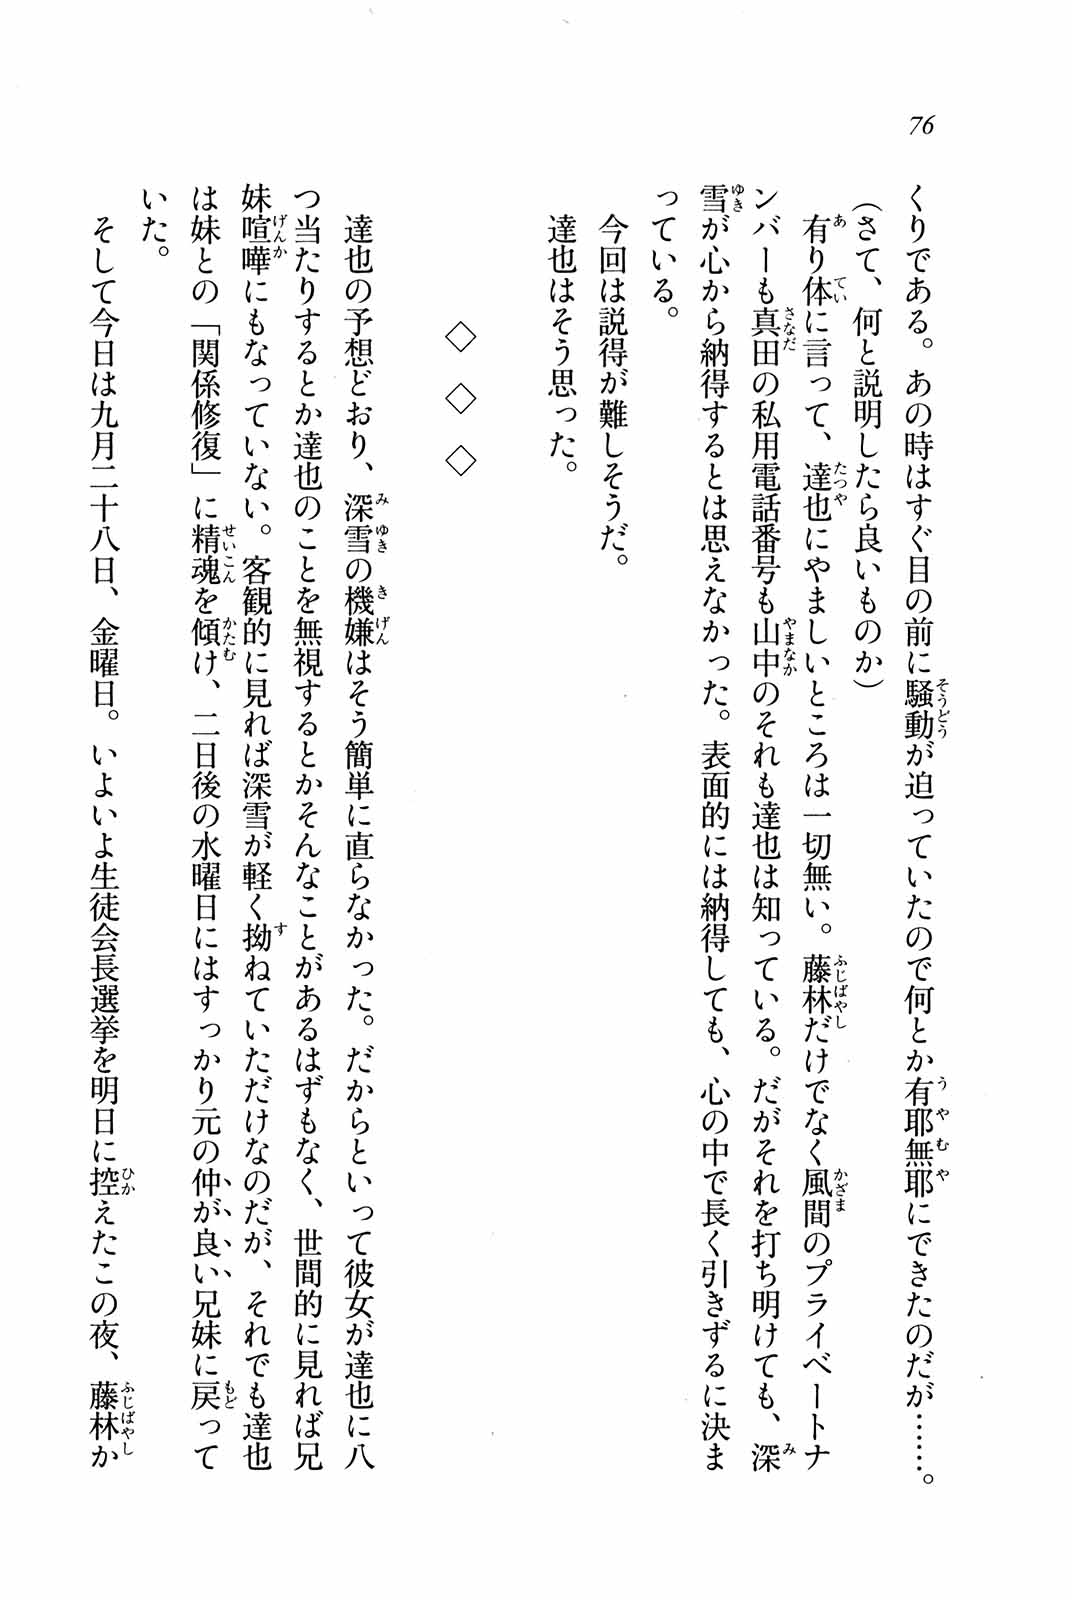 76
くりである。あの時はすぐ目の前に騒動が迫っていたので何とか有耶無耶にできたのだが……。
(さて、何と説明したら良いものか)
有り体に言って、達也にやましいところは一切無い。藤林だけでなく風間のプライベートナ
ンバーも真田の私用電話番号も山中のそれも達也は知っている。だがそれを打ち明けても、深
雪が心から納得するとは思えなかった。表面的には納得しても、心の中で長く引きずるに決ま
っている。
今回は説得が難しそうだ。
達也はそう思った。
◇ ◇ ◇
達也の予想どおり、深雪の機嫌はそう簡単に直らなかった。だからといって彼女が達也に八
つ当たりするとか達也のことを無視するとかそんなことがあるはずもなく、世間的に見れば兄
妹喧嘩にもなっていない。客観的に見れば深雪が軽く拗ねていただけなのだが、それでも達也
は妹との「関係修復」に精魂を傾け、二日後の水曜日にはすっかり元の仲が良い兄妹に戻って
いた。
そして今日は九月二十八日、金曜日。いよいよ生徒会長選挙を明日に控えたこの夜、藤林か